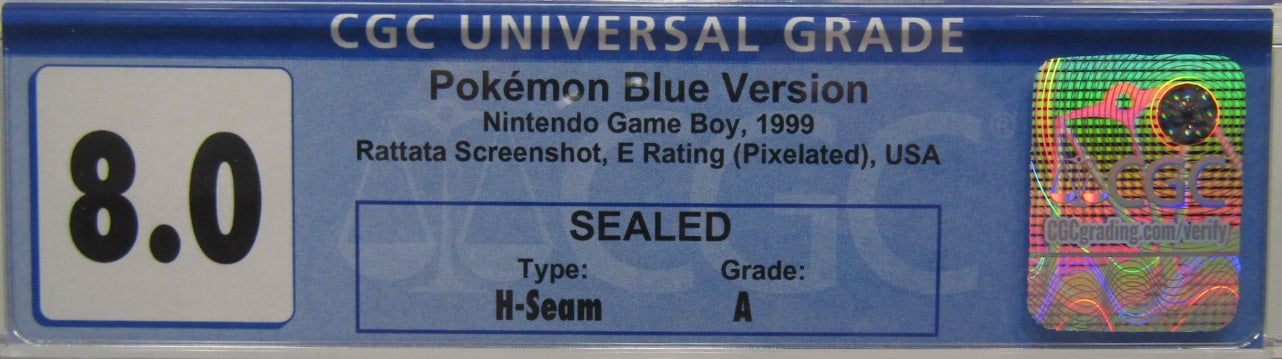 CGC UNIVERSAL GRADE
8.0
Pokémon Blue Version
Nintendo Game Boy, 1999
Rattata Screenshot, E Rating (Pixelated), USA
SEALED
Type: Grade:
H-Seam A
CGC
CGC
CGCgrading.com/verify